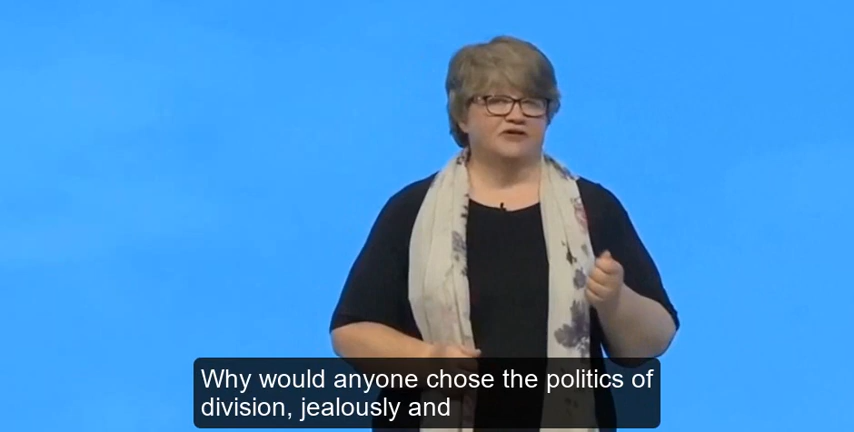 Why would anyone chose the politics of
division, jealously and